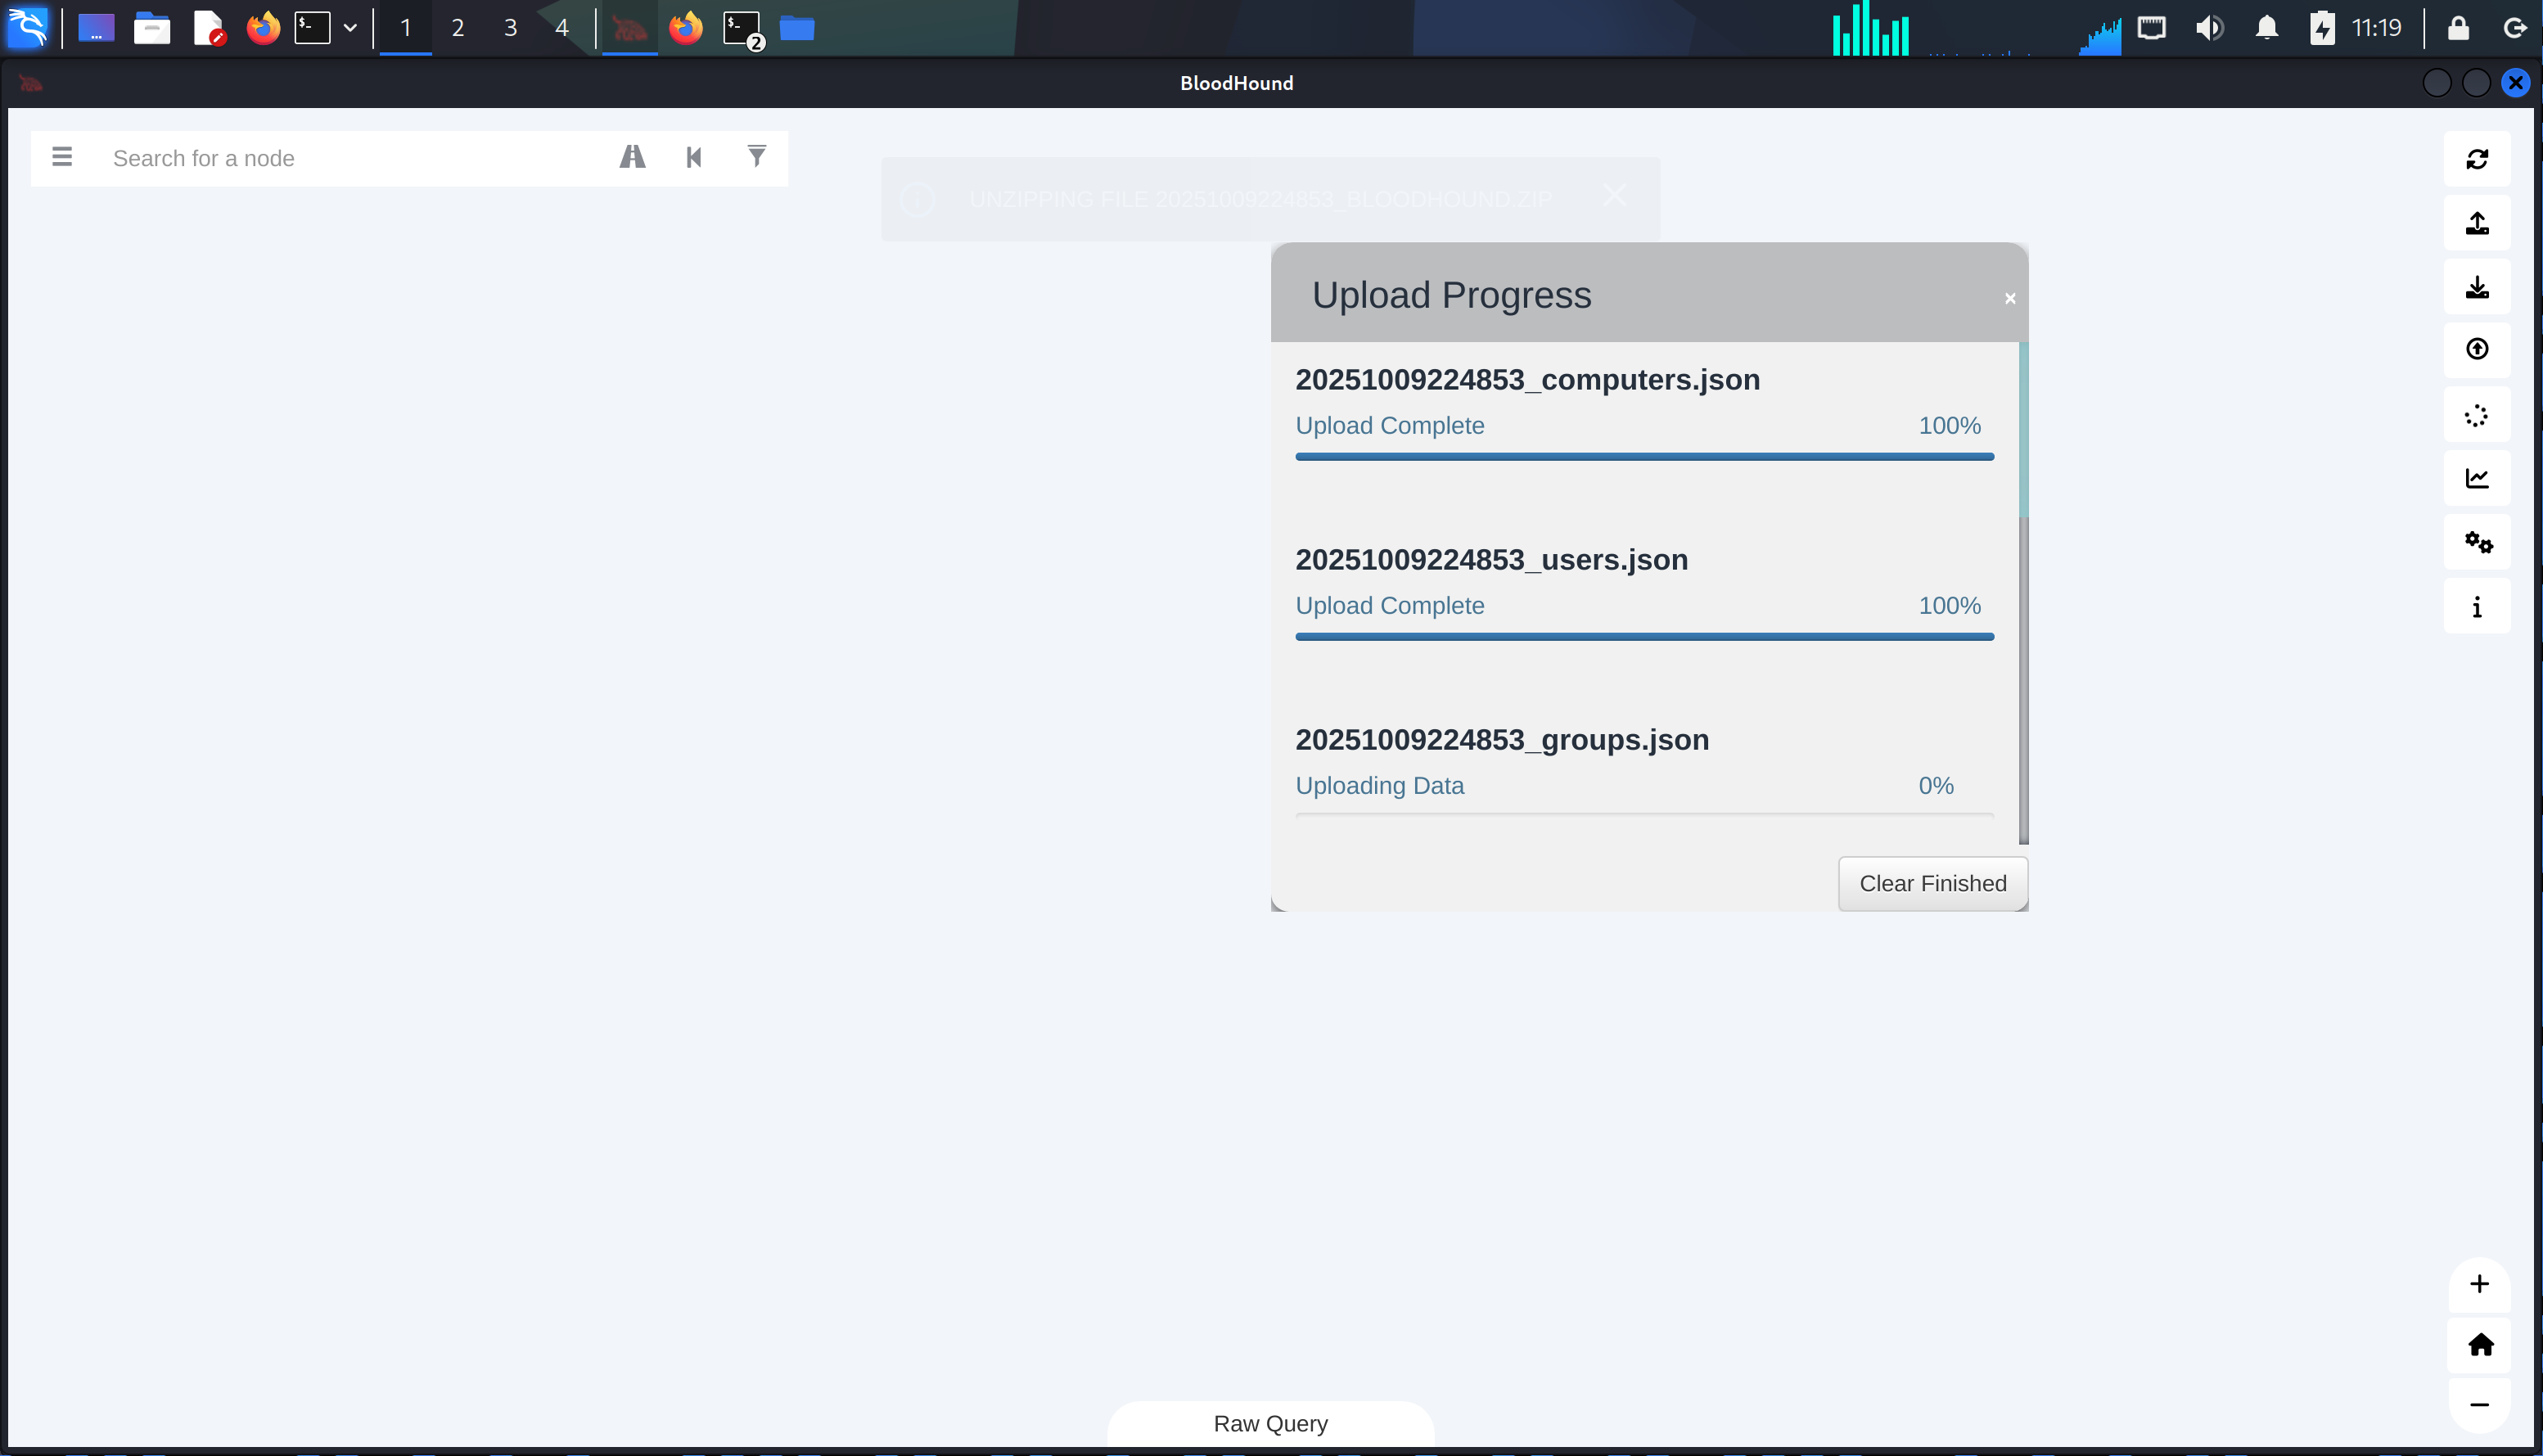 1 2 3 4
2
11:19
BloodHound
Search for a node
UNZIPPING FILE 20251009224853_BLOODHOUND.ZIP
Upload Progress
20251009224853_computers.json
Upload Complete 100%
20251009224853_users.json
Upload Complete 100%
20251009224853_groups.json
Uploading Data 0%
Clear Finished
Raw Query